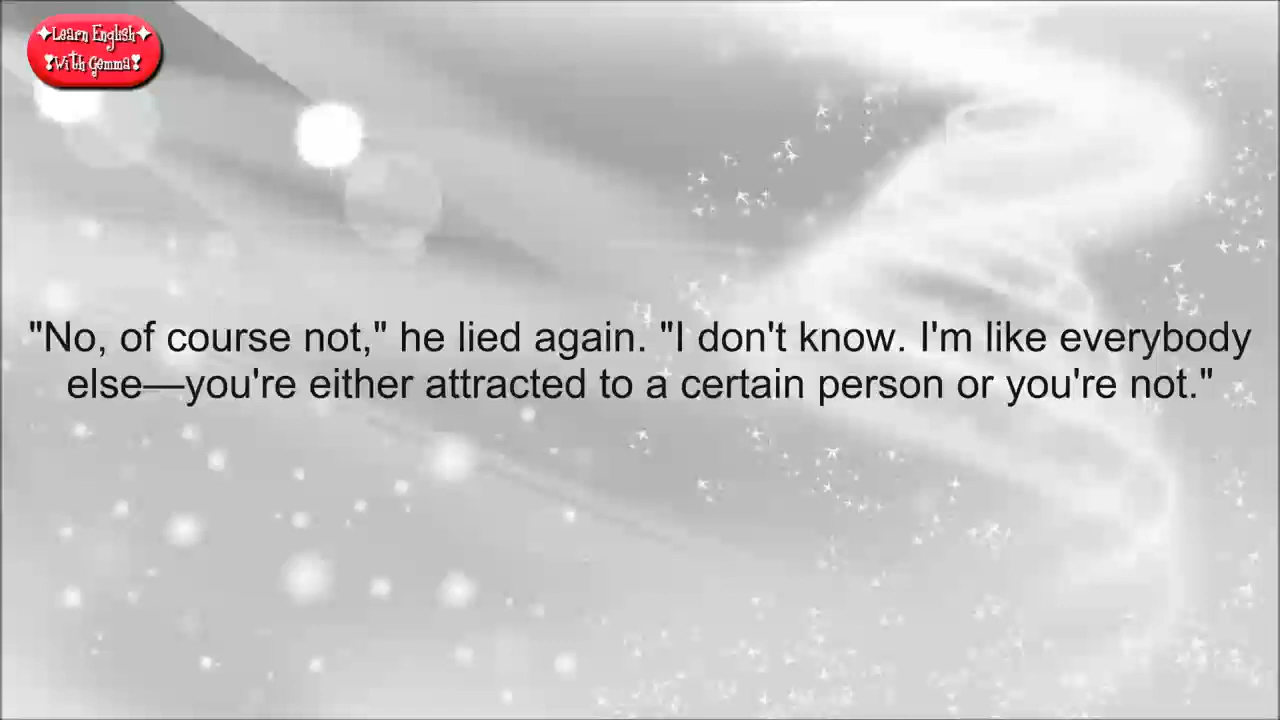 ✦Learn English✦
❣With Gemma❣
"No, of course not," he lied again. "I don't know. I'm like everybody
else—you're either attracted to a certain person or you're not."